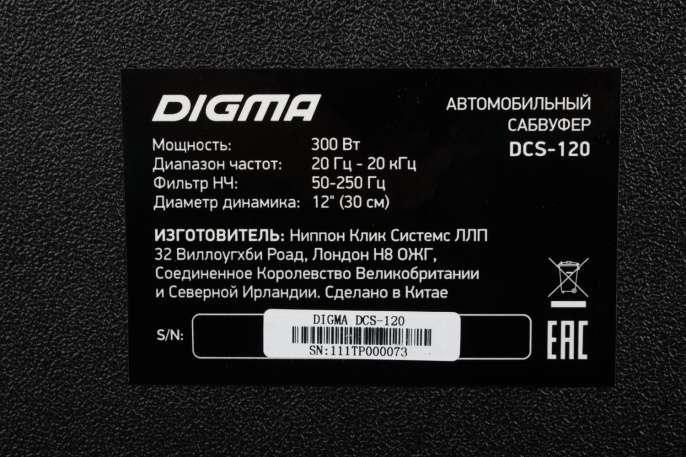 DIGMA
АВТОМОБИЛЬНЫЙ
САБВУФЕР
DCS-120
Мощность: 300 Вт
Диапазон частот: 20 Гц - 20 кГц
Фильтр НЧ: 50-250 Гц
Диаметр динамика: 12" (30 см)
ИЗГОТОВИТЕЛЬ: Ниппон Клик Системс ЛЛП
32 Виллоугхби Роад, Лондон Н8 ОЖГ,
Соединенное Королевство Великобритании
и Северной Ирландии. Сделано в Китае
S/N:
DIGMA DCS-120
SN:111TP000073
EAC